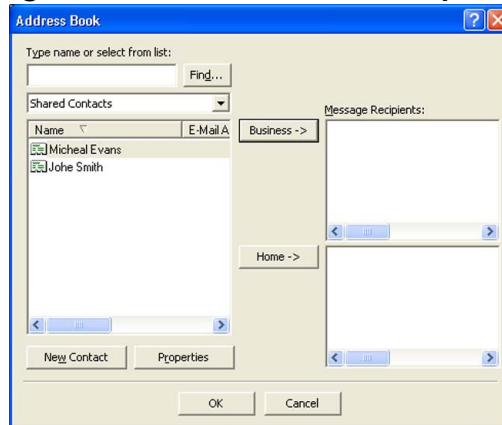 Address Book
Type name or select from list:
Find...
Shared Contacts
Message Recipients:
Name E-Mail A
Business ->
Micheal Evans
Johe Smith
Home ->
New Contact Properties
OK Cancel